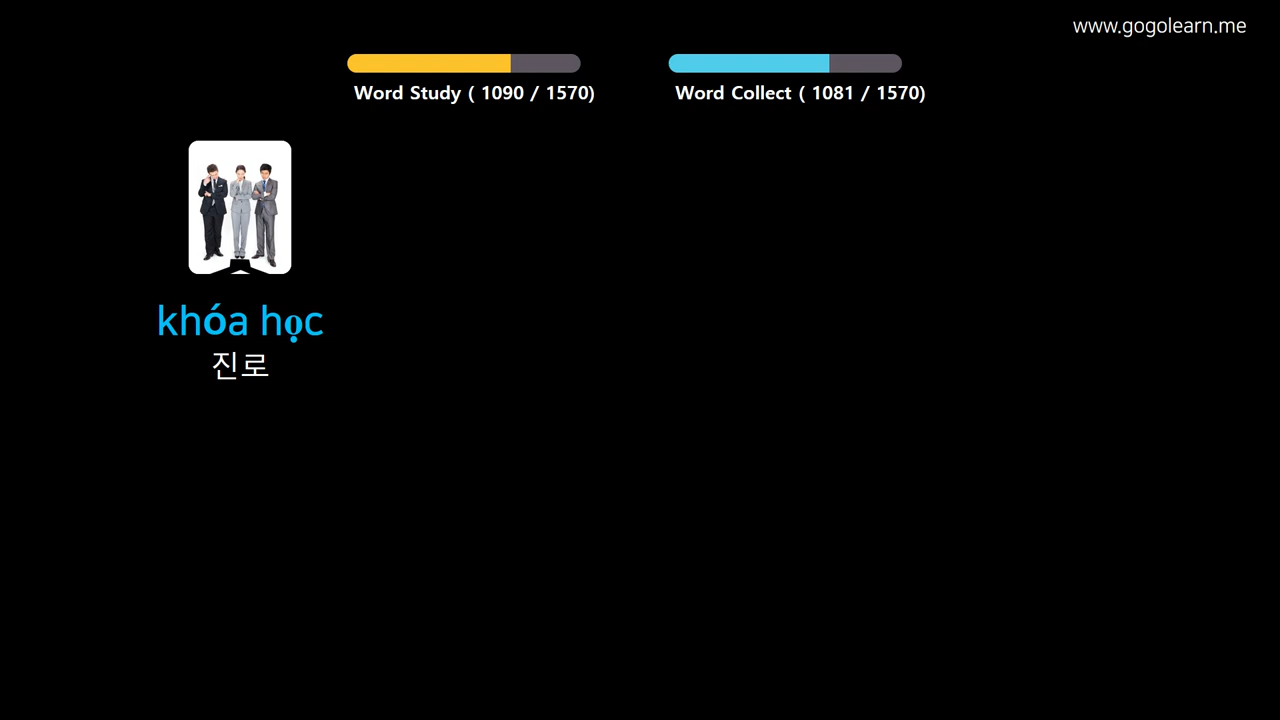 www.gogolearn.me
Word Study ( 1090 / 1570)
Word Collect ( 1081 / 1570)
khóa học
진로